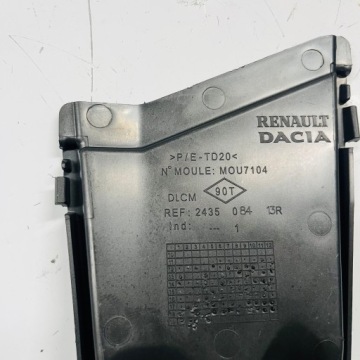 RENAULT
DACIA
>P/E-TD20<
N° MOULE: MOU7104
DLCM 90T
REF: 2435 084 13R
Ind: ... 1